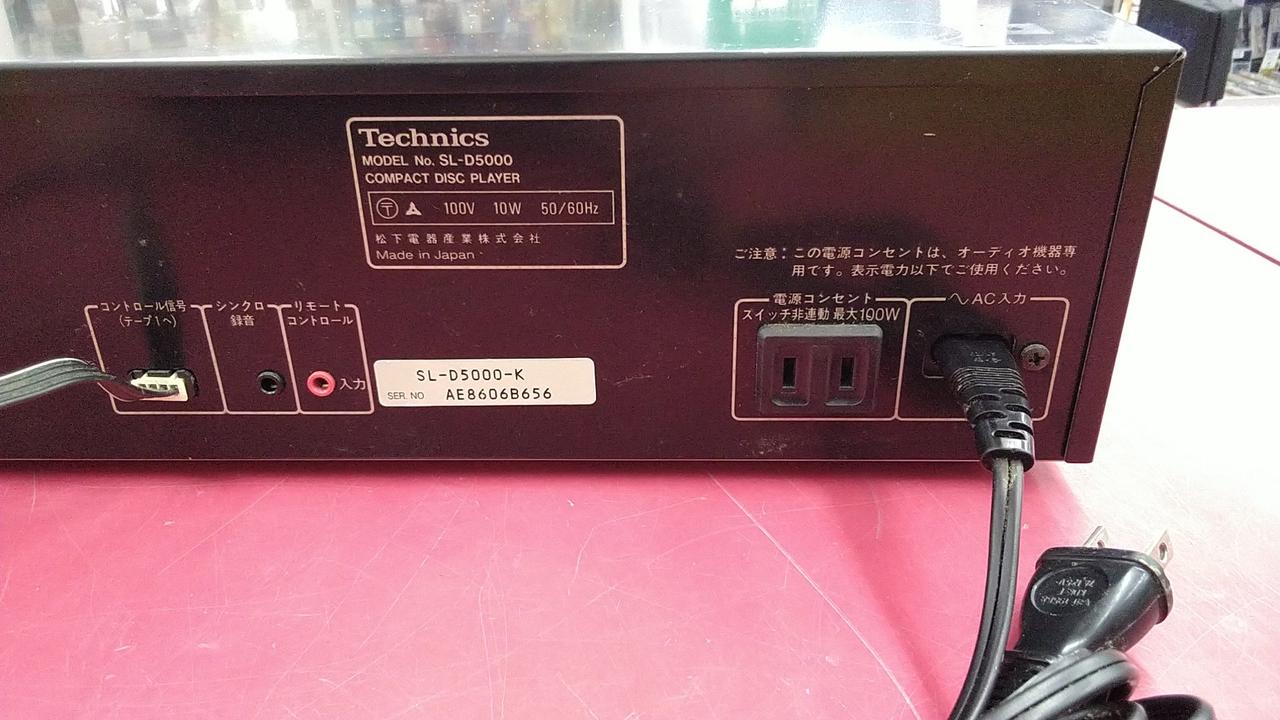 Technics
MODEL No. SL-D5000
COMPACT DISC PLAYER
100V 10W 50/60Hz
松下電器産業株式会社
Made in Japan
ご注意：この電源コンセントは、オーディオ機器専
用です。表示電力以下でご使用ください。
コントロール信号
(テープ1へ)
シンクロ
録音
リモート
コントロール
入力
電源コンセント
スイッチ非連動 最大100W
AC入力
SL-D5000-K
SER. NO AE8606B656